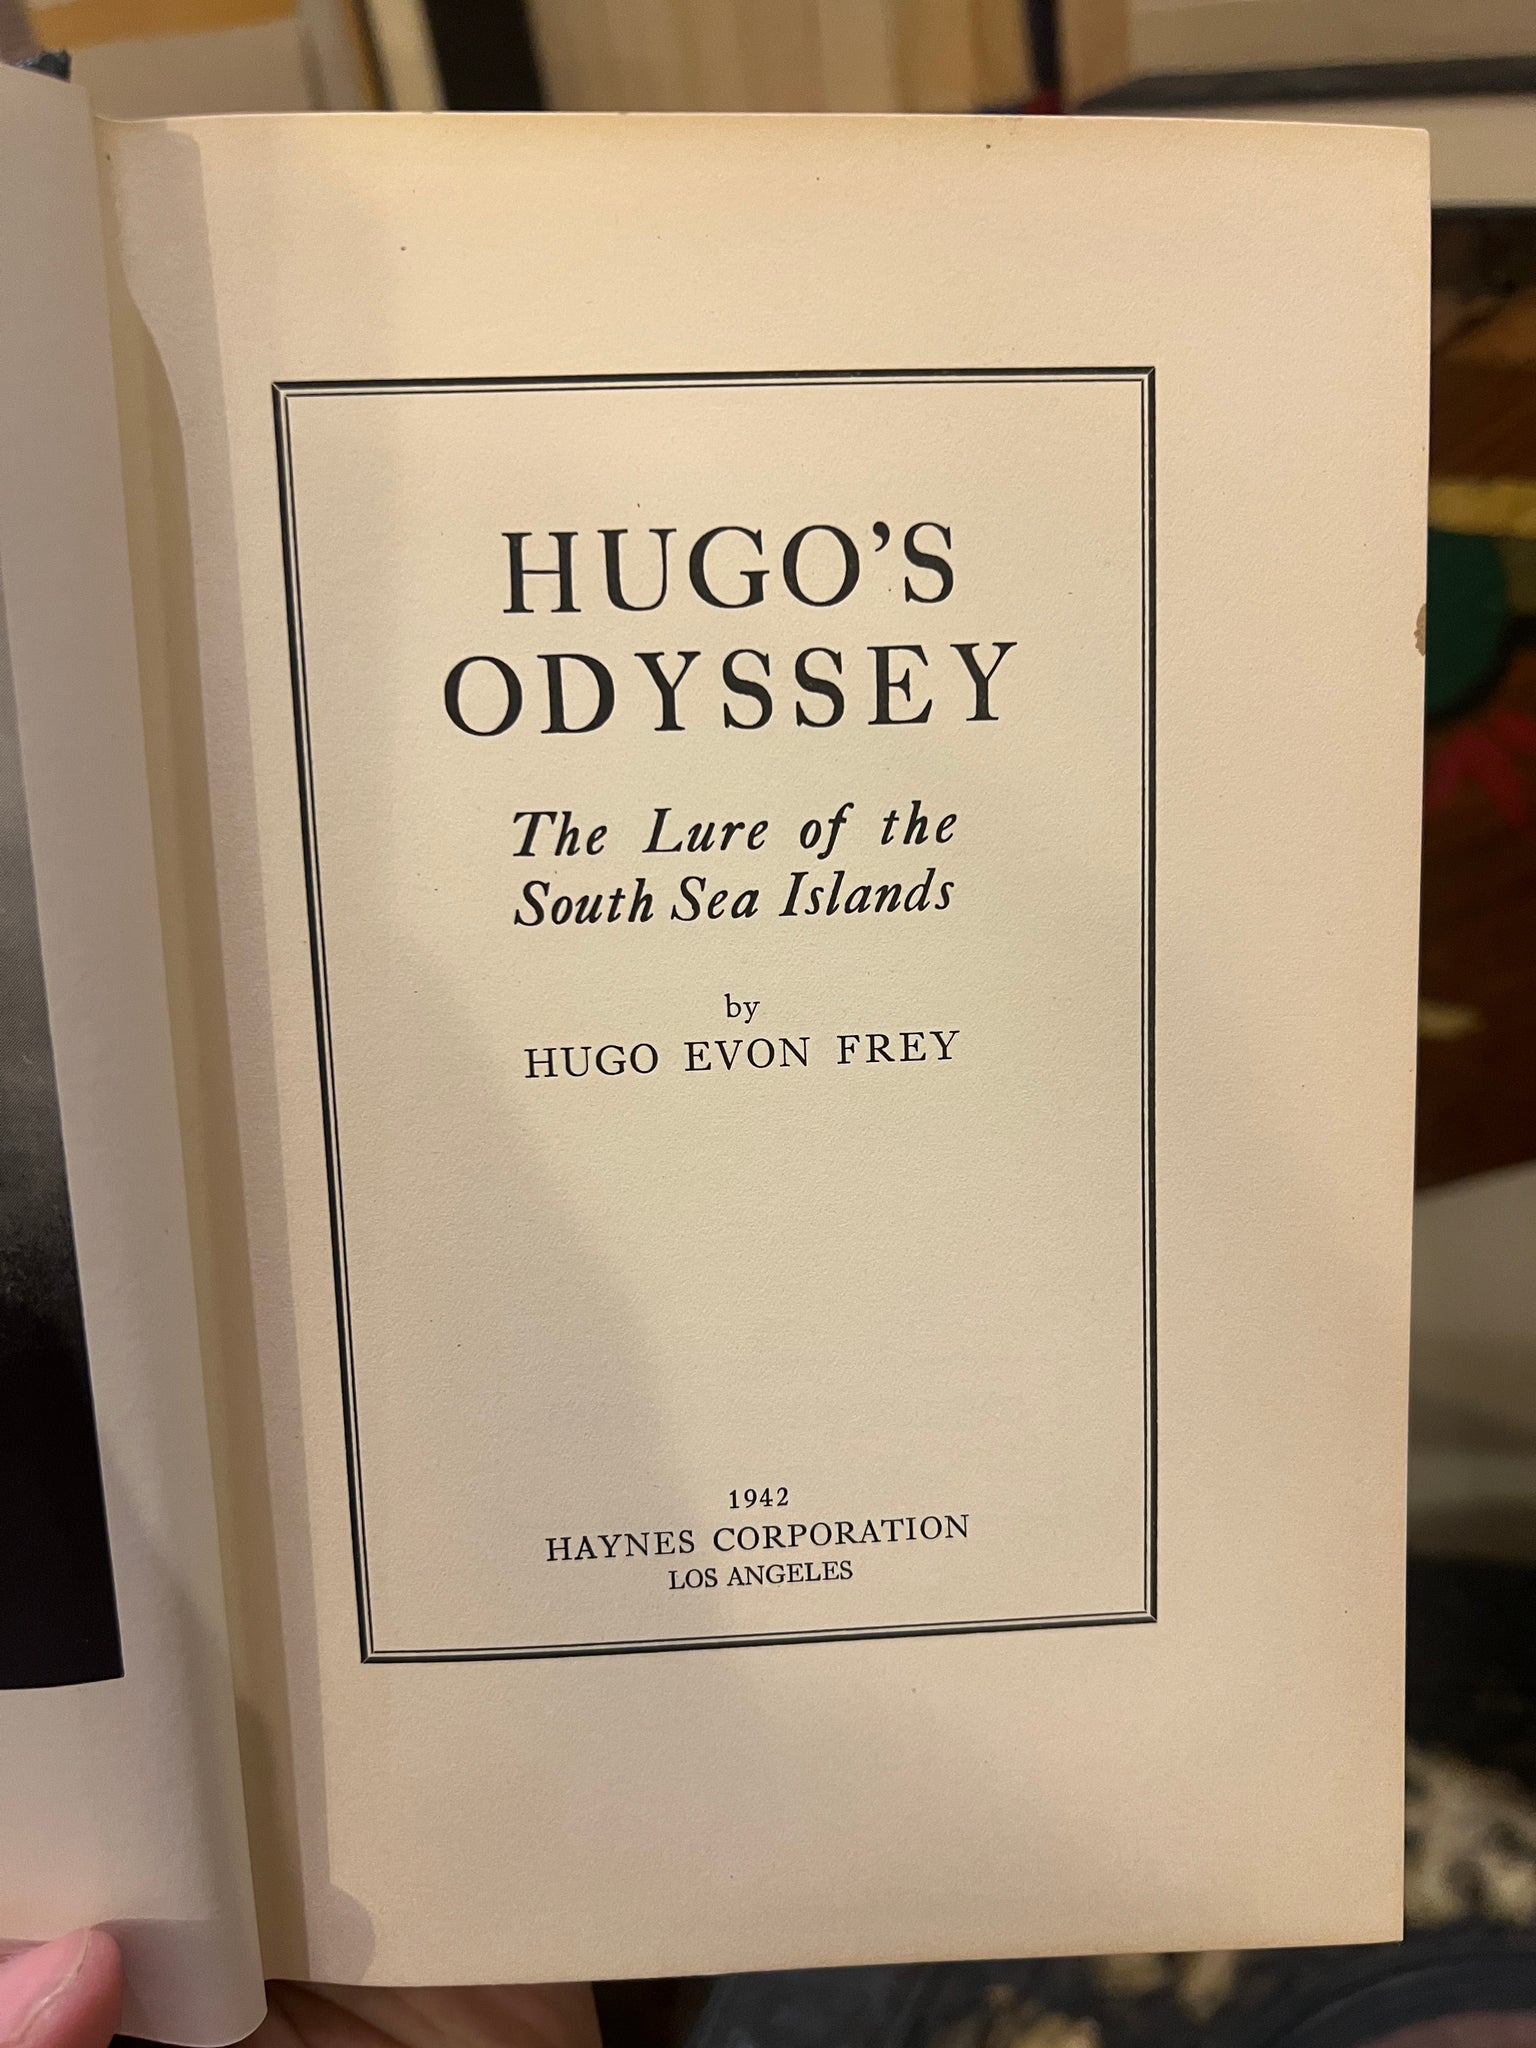 HUGO'S
ODYSSEY
The Lure of the
South Sea Islands
by
HUGO EVON FREY
1942
HAYNES CORPORATION
LOS ANGELES